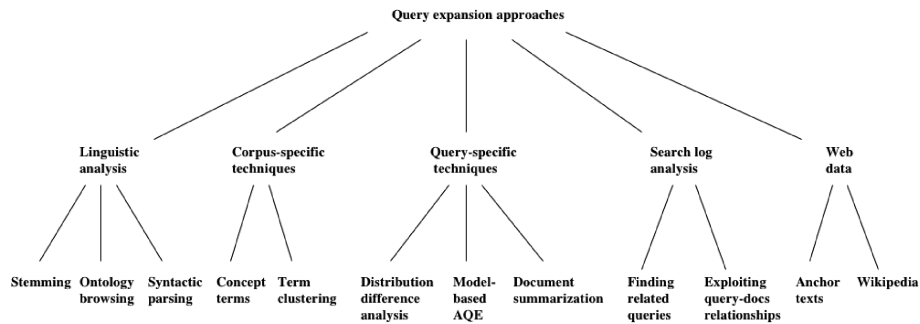 Query expansion approaches
Linguistic
analysis
Corpus-specific
techniques
Query-specific
techniques
Search log
analysis
Web
data
Stemming
Ontology
browsing
Syntactic
parsing
Concept
terms
Term
clustering
Distribution
difference
analysis
Model-
based
AQE
Document
summarization
Finding
related
queries
Exploiting
query-docs
relationships
Anchor
texts
Wikipedia